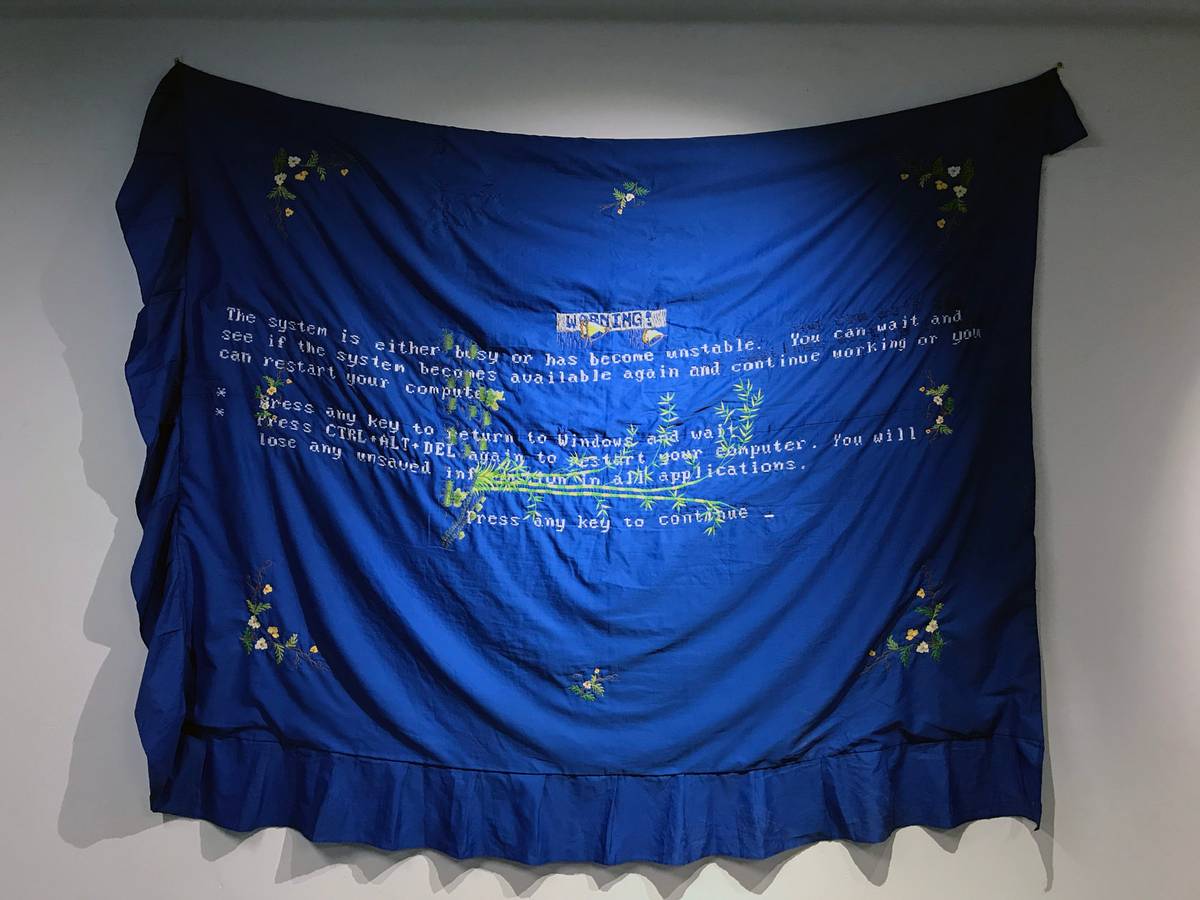 WARNING!
The system is either busy or has become unstable. You can wait and
see if the system becomes available again and continue working or you
can restart your computer
* Press any key to return to Windows and wait
* Press CTRL+ALT+DEL again to restart your computer. You will
lose any unsaved information in all applications.
Press any key to continue _